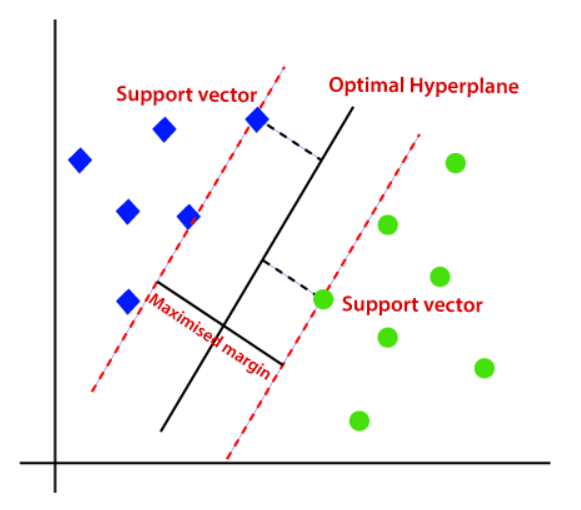 Optimal Hyperplane
Support vector
Support vector
Maximised margin